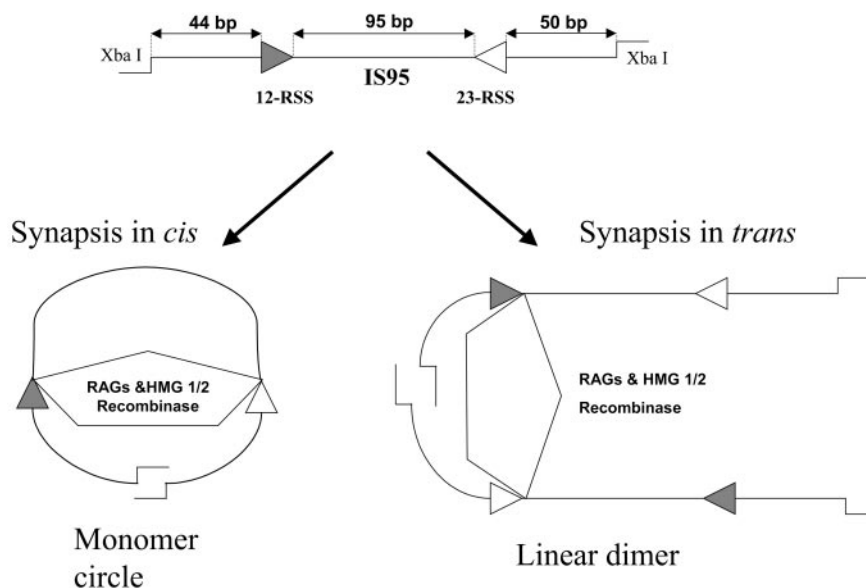 44 bp
95 bp
50 bp
Xba I
Xba I
IS95
12-RSS
23-RSS
Synapsis in cis
Synapsis in trans
RAGs &HMG 1/2
Recombinase
RAGs & HMG 1/2
Recombinase
Monomer
circle
Linear dimer